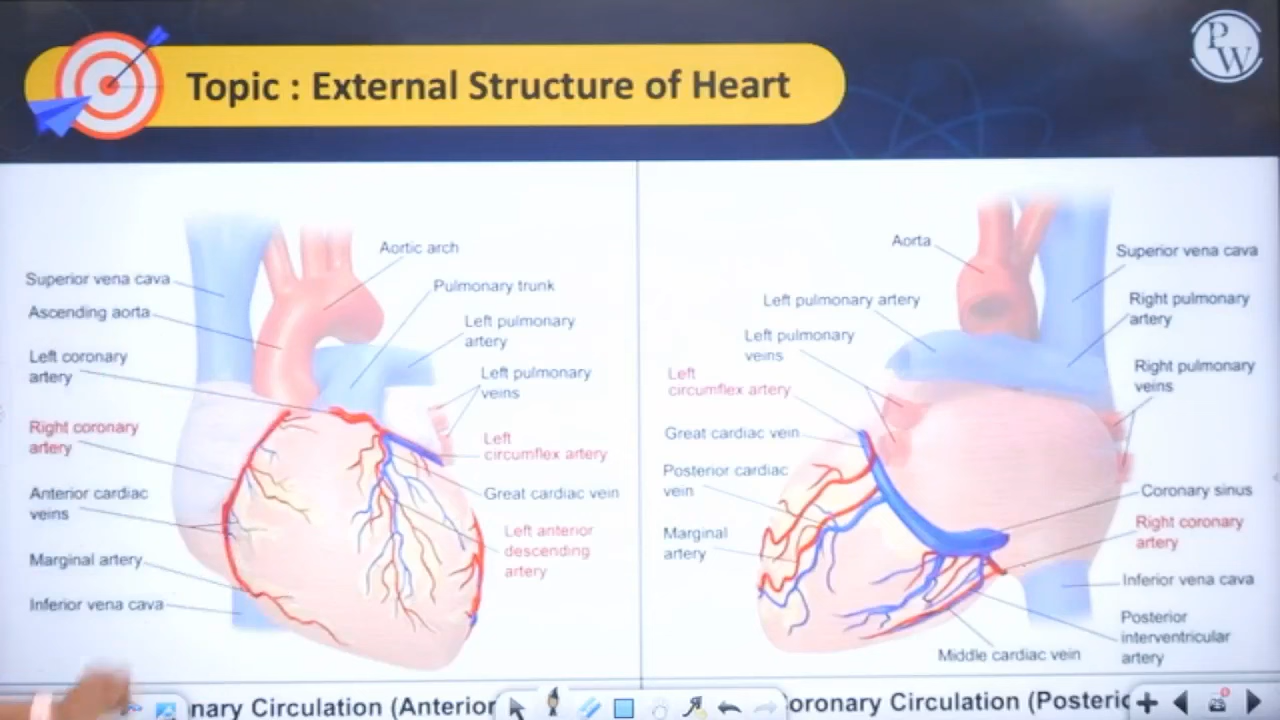 PW
Topic : External Structure of Heart
Aortic arch
Superior vena cava
Pulmonary trunk
Ascending aorta
Left pulmonary
artery
Left coronary
artery
Left pulmonary
veins
Right coronary
artery
Left
circumflex artery
Anterior cardiac
veins
Great cardiac vein
Left anterior
descending
artery
Marginal artery
Inferior vena cava
nary Circulation (Anterior
Aorta
Superior vena cava
Left pulmonary artery
Right pulmonary
artery
Left pulmonary
veins
Right pulmonary
veins
Left
circumflex artery
Great cardiac vein
Posterior cardiac
vein
Coronary sinus
Right coronary
artery
Marginal
artery
Inferior vena cava
Posterior
interventricular
artery
Middle cardiac vein
oronary Circulation (Posteric